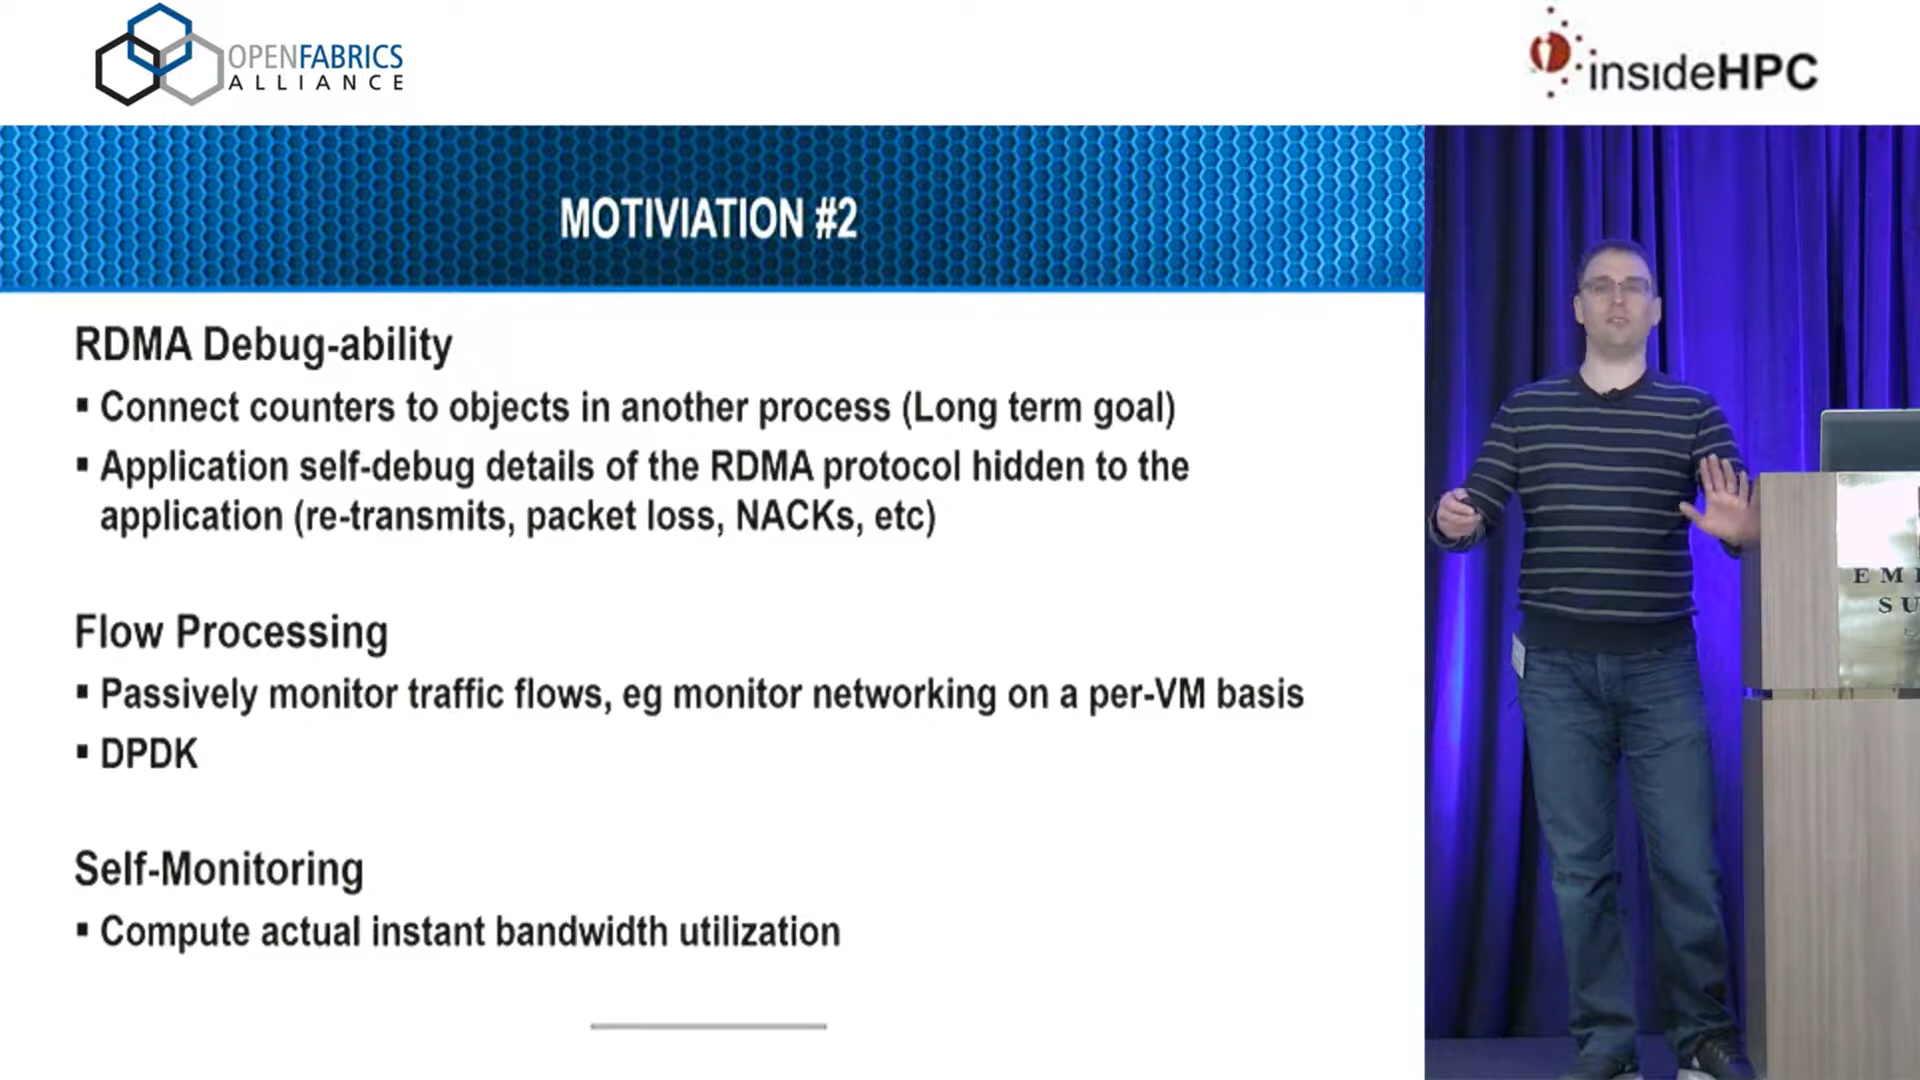 OPENFABRICS
ALLIANCE
insideHPC
MOTIVIATION #2
RDMA Debug-ability
▪ Connect counters to objects in another process (Long term goal)
▪ Application self-debug details of the RDMA protocol hidden to the
application (re-transmits, packet loss, NACKs, etc)
Flow Processing
▪ Passively monitor traffic flows, eg monitor networking on a per-VM basis
▪ DPDK
Self-Monitoring
▪ Compute actual instant bandwidth utilization
EM
SU